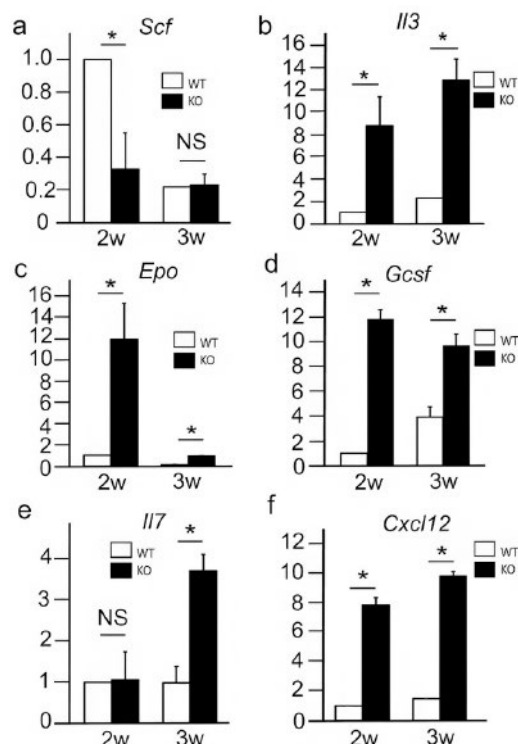 a
Scf
1.0
0.8
0.6
0.4
0.2
0
*
NS
WT
KO
2w
3w
b
Il3
16
14
12
10
8
6
4
2
0
*
*
WT
KO
2w
3w
c
Epo
16
14
12
10
8
6
4
2
0
*
*
WT
KO
2w
3w
d
Gcsf
14
12
10
8
6
4
2
0
*
*
WT
KO
2w
3w
e
Il7
4
2
1
0
NS
*
WT
KO
2w
3w
f
Cxcl12
12
10
8
6
4
2
0
*
*
WT
KO
2w
3w